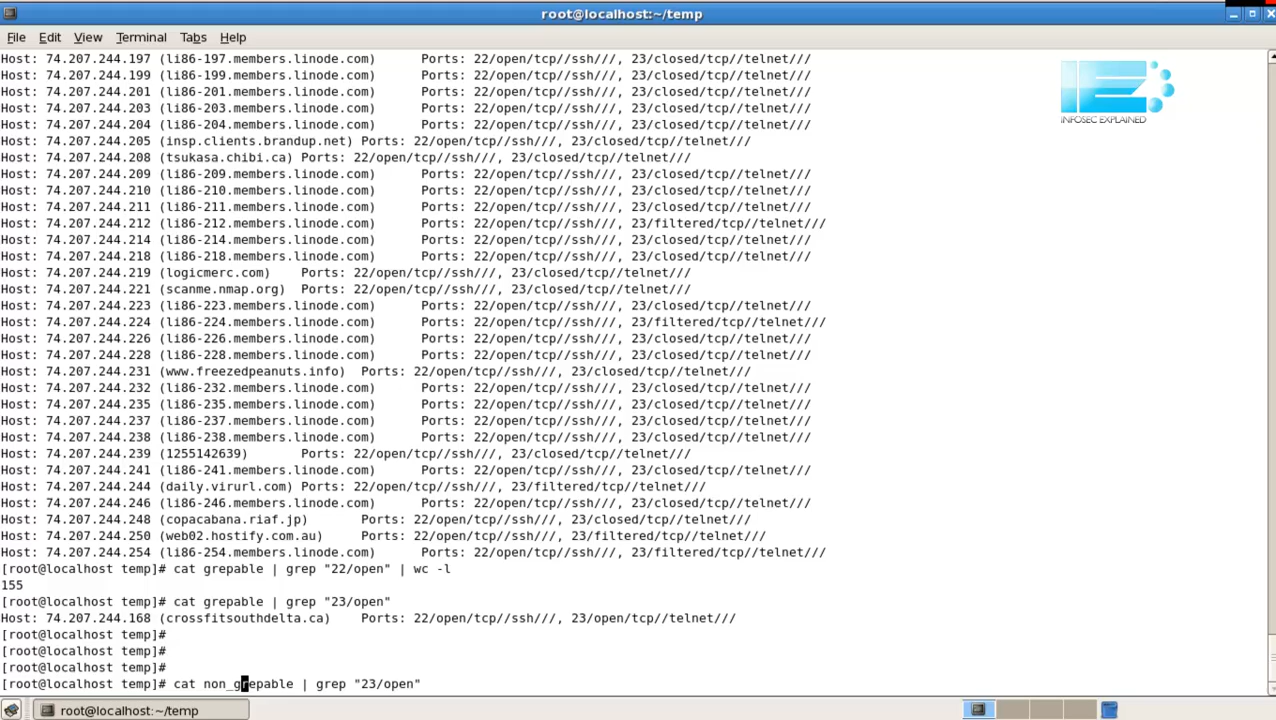 root@localhost:~/temp
File Edit View Terminal Tabs Help
Host: 74.207.244.197 (li86-197.members.linode.com) Ports: 22/open/tcp//ssh///, 23/closed/tcp//telnet///
Host: 74.207.244.199 (li86-199.members.linode.com) Ports: 22/open/tcp//ssh///, 23/closed/tcp//telnet///
Host: 74.207.244.201 (li86-201.members.linode.com) Ports: 22/open/tcp//ssh///, 23/closed/tcp//telnet///
Host: 74.207.244.203 (li86-203.members.linode.com) Ports: 22/open/tcp//ssh///, 23/closed/tcp//telnet///
Host: 74.207.244.204 (li86-204.members.linode.com) Ports: 22/open/tcp//ssh///, 23/closed/tcp//telnet///
Host: 74.207.244.205 (insp.clients.brandup.net) Ports: 22/open/tcp//ssh///, 23/closed/tcp//telnet///
Host: 74.207.244.208 (tsukasa.chibi.ca) Ports: 22/open/tcp//ssh///, 23/closed/tcp//telnet///
Host: 74.207.244.209 (li86-209.members.linode.com) Ports: 22/open/tcp//ssh///, 23/closed/tcp//telnet///
Host: 74.207.244.210 (li86-210.members.linode.com) Ports: 22/open/tcp//ssh///, 23/closed/tcp//telnet///
Host: 74.207.244.211 (li86-211.members.linode.com) Ports: 22/open/tcp//ssh///, 23/closed/tcp//telnet///
Host: 74.207.244.212 (li86-212.members.linode.com) Ports: 22/open/tcp//ssh///, 23/filtered/tcp//telnet///
Host: 74.207.244.214 (li86-214.members.linode.com) Ports: 22/open/tcp//ssh///, 23/closed/tcp//telnet///
Host: 74.207.244.218 (li86-218.members.linode.com) Ports: 22/open/tcp//ssh///, 23/closed/tcp//telnet///
Host: 74.207.244.219 (logicmerc.com) Ports: 22/open/tcp//ssh///, 23/closed/tcp//telnet///
Host: 74.207.244.221 (scanme.nmap.org) Ports: 22/open/tcp//ssh///, 23/closed/tcp//telnet///
Host: 74.207.244.223 (li86-223.members.linode.com) Ports: 22/open/tcp//ssh///, 23/closed/tcp//telnet///
Host: 74.207.244.224 (li86-224.members.linode.com) Ports: 22/open/tcp//ssh///, 23/filtered/tcp//telnet///
Host: 74.207.244.226 (li86-226.members.linode.com) Ports: 22/open/tcp//ssh///, 23/closed/tcp//telnet///
Host: 74.207.244.228 (li86-228.members.linode.com) Ports: 22/open/tcp//ssh///, 23/closed/tcp//telnet///
Host: 74.207.244.231 (www.freezedpeanuts.info) Ports: 22/open/tcp//ssh///, 23/closed/tcp//telnet///
Host: 74.207.244.232 (li86-232.members.linode.com) Ports: 22/open/tcp//ssh///, 23/closed/tcp//telnet///
Host: 74.207.244.235 (li86-235.members.linode.com) Ports: 22/open/tcp//ssh///, 23/closed/tcp//telnet///
Host: 74.207.244.237 (li86-237.members.linode.com) Ports: 22/open/tcp//ssh///, 23/closed/tcp//telnet///
Host: 74.207.244.238 (li86-238.members.linode.com) Ports: 22/open/tcp//ssh///, 23/closed/tcp//telnet///
Host: 74.207.244.239 (1255142639) Ports: 22/open/tcp//ssh///, 23/closed/tcp//telnet///
Host: 74.207.244.241 (li86-241.members.linode.com) Ports: 22/open/tcp//ssh///, 23/closed/tcp//telnet///
Host: 74.207.244.244 (daily.virurl.com) Ports: 22/open/tcp//ssh///, 23/filtered/tcp//telnet///
Host: 74.207.244.246 (li86-246.members.linode.com) Ports: 22/open/tcp//ssh///, 23/closed/tcp//telnet///
Host: 74.207.244.248 (copacabana.riaf.jp) Ports: 22/open/tcp//ssh///, 23/closed/tcp//telnet///
Host: 74.207.244.250 (web02.hostify.com.au) Ports: 22/open/tcp//ssh///, 23/filtered/tcp//telnet///
Host: 74.207.244.254 (li86-254.members.linode.com) Ports: 22/open/tcp//ssh///, 23/filtered/tcp//telnet///
[root@localhost temp]# cat grepable | grep "22/open" | wc -l
155
[root@localhost temp]# cat grepable | grep "23/open"
Host: 74.207.244.168 (crossfitsouthdelta.ca) Ports: 22/open/tcp//ssh///, 23/open/tcp//telnet///
[root@localhost temp]#
[root@localhost temp]#
[root@localhost temp]#
[root@localhost temp]# cat non_grepable | grep "23/open"
IE
INFOSEC EXPLAINED
root@localhost:~/temp